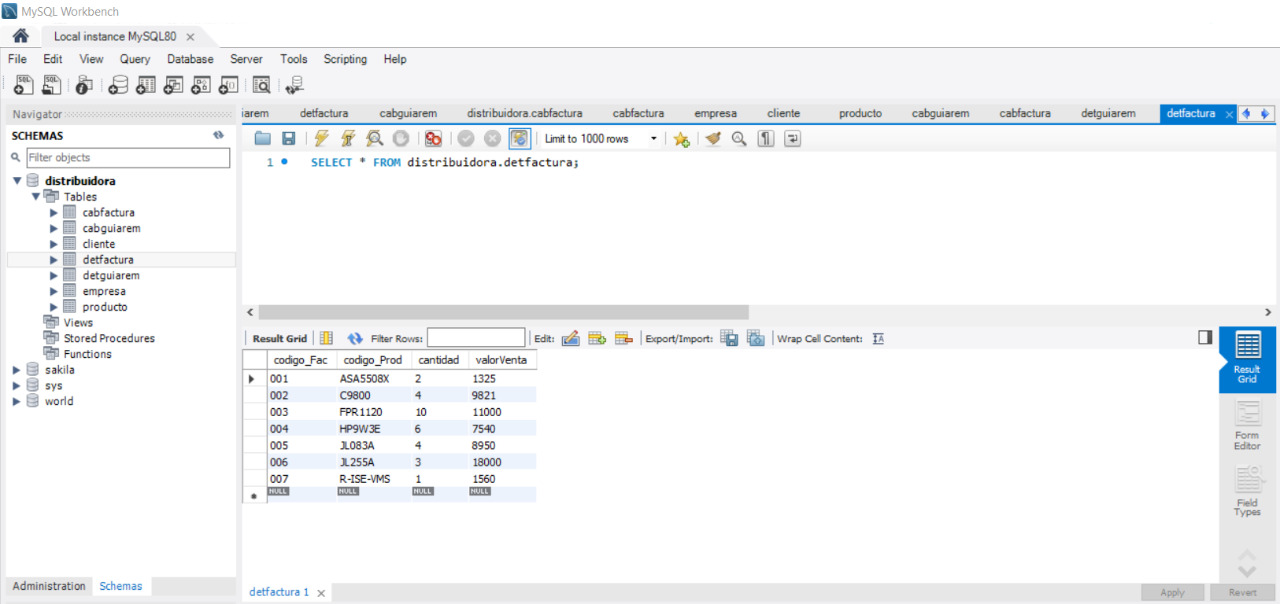 MySQL Workbench
Local instance MySQL80
File Edit View Query Database Server Tools Scripting Help
Navigator
SCHEMAS
Filter objects
distribuidora
Tables
cabfactura
cabguiarem
cliente
detfactura
detguiarem
empresa
producto
Views
Stored Procedures
Functions
sakila
sys
world
Administration Schemas
iarem detfactura cabguiarem distribuidora.cabfactura cabfactura empresa cliente producto cabguiarem cabfactura detguiarem detfactura
Limit to 1000 rows
1 SELECT * FROM distribuidora.detfactura;
Result Grid Filter Rows: Edit: Export/Import: Wrap Cell Content:
codigo_Fac codigo_Prod cantidad valorVenta
001 ASA5508X 2 1325
002 C9800 4 9821
003 FPR1120 10 11000
004 HP9W3E 6 7540
005 JL083A 4 8950
006 JL255A 3 18000
007 R-ISE-VMS 1 1560
NULL NULL NULL NULL
Result
Grid
Form
Editor
Field
Types
detfactura 1
Apply Revert